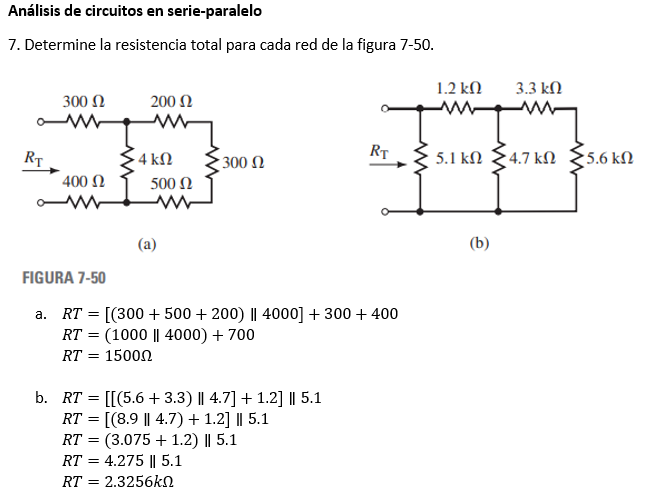 Análisis de circuitos en serie-paralelo
7. Determine la resistencia total para cada red de la figura 7-50.
300 Ω 200 Ω
R_T 4 kΩ 300 Ω
400 Ω 500 Ω
(a)
1.2 kΩ 3.3 kΩ
R_T 5.1 kΩ 4.7 kΩ 5.6 kΩ
(b)
FIGURA 7-50
a. RT = [(300 + 500 + 200) ∥ 4000] + 300 + 400
RT = (1000 ∥ 4000) + 700
RT = 1500Ω
b. RT = [[(5.6 + 3.3) ∥ 4.7] + 1.2] ∥ 5.1
RT = [(8.9 ∥ 4.7) + 1.2] ∥ 5.1
RT = (3.075 + 1.2) ∥ 5.1
RT = 4.275 ∥ 5.1
RT = 2.3256kΩ